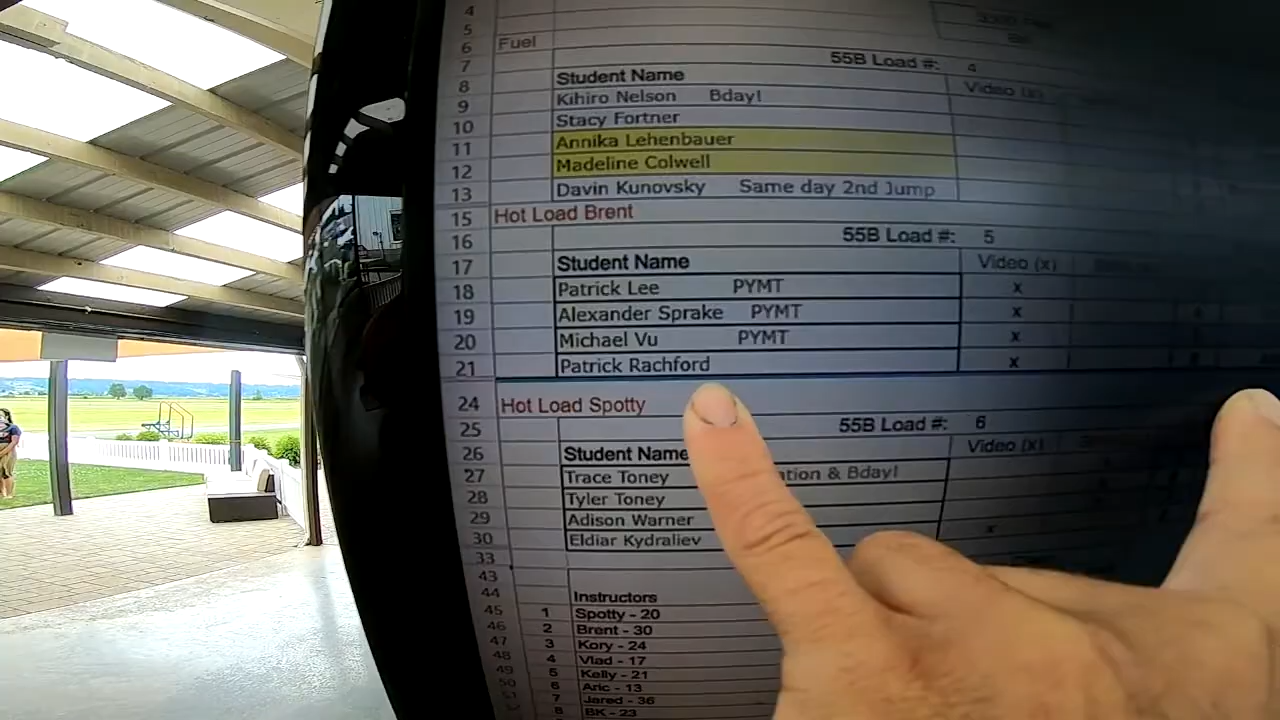 4
5
6 Fuel
7 55B Load #: 4
8 Student Name Video (x)
9 Kihiro Nelson Bday!
10 Stacy Fortner
11 Annika Lehenbauer
12 Madeline Colwell
13 Davin Kunovsky Same day 2nd Jump
15 Hot Load Brent
16 55B Load #: 5
17 Student Name Video (x)
18 Patrick Lee PYMT x
19 Alexander Sprake PYMT x
20 Michael Vu PYMT x
21 Patrick Rachford x
24 Hot Load Spotty
25 55B Load #: 6
26 Student Name Video (x)
27 Trace Toney tion & Bday!
28 Tyler Toney
29 Adison Warner x
30 Eldiar Kydraliev
33
43
44 Instructors
45 1 Spotty - 20
46 2 Brent - 30
47 3 Kory - 24
48 4 Vlad - 17
49 5 Kelly - 21
50 6 Aric - 13
51 7 Jared - 36
8 BK - 23